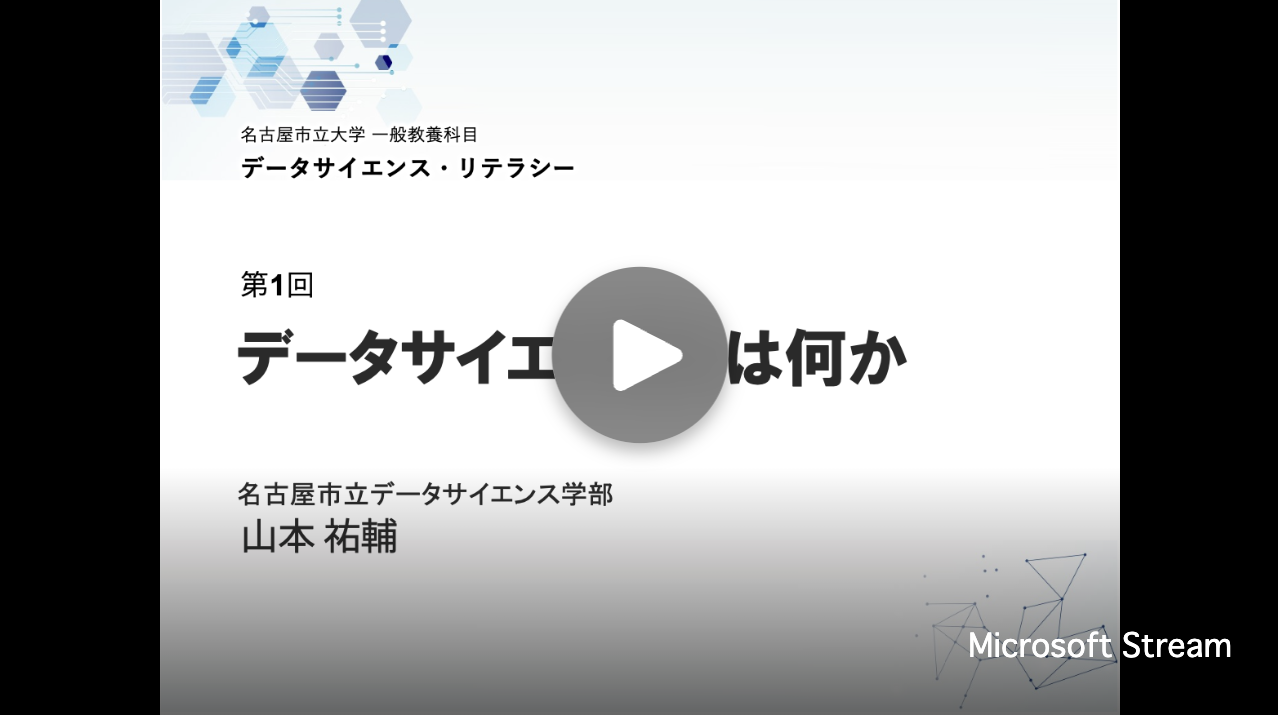 名古屋市立大学 一般教養科目
データサイエンス・リテラシー
第1回
データサイエ は何か
名古屋市立データサイエンス学部
山本 祐輔
Microsoft Stream